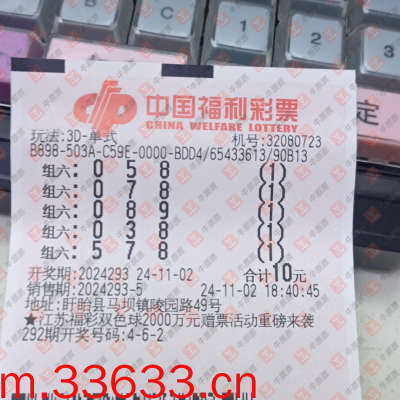 中国福利彩票
CHINA WELFARE LOTTERY
玩法:3D-单式 机号:32080723
B898-503A-C59E-0000-BDD4/65433613/90B13
组六: 0 5 8 (1)
组六: 0 7 8 (1)
组六: 0 8 9 (1)
组六: 0 3 8 (1)
组六: 5 7 8 (1)
开奖期:2024293 24-11-02 合计10元
销售期:2024293-5 24-11-02 18:40:45
地址:盱眙县马坝镇陵园路49号
★江苏福彩双色球2000万元赠票活动重磅来袭
292期开奖号码:4-6-2
m.33633.cn